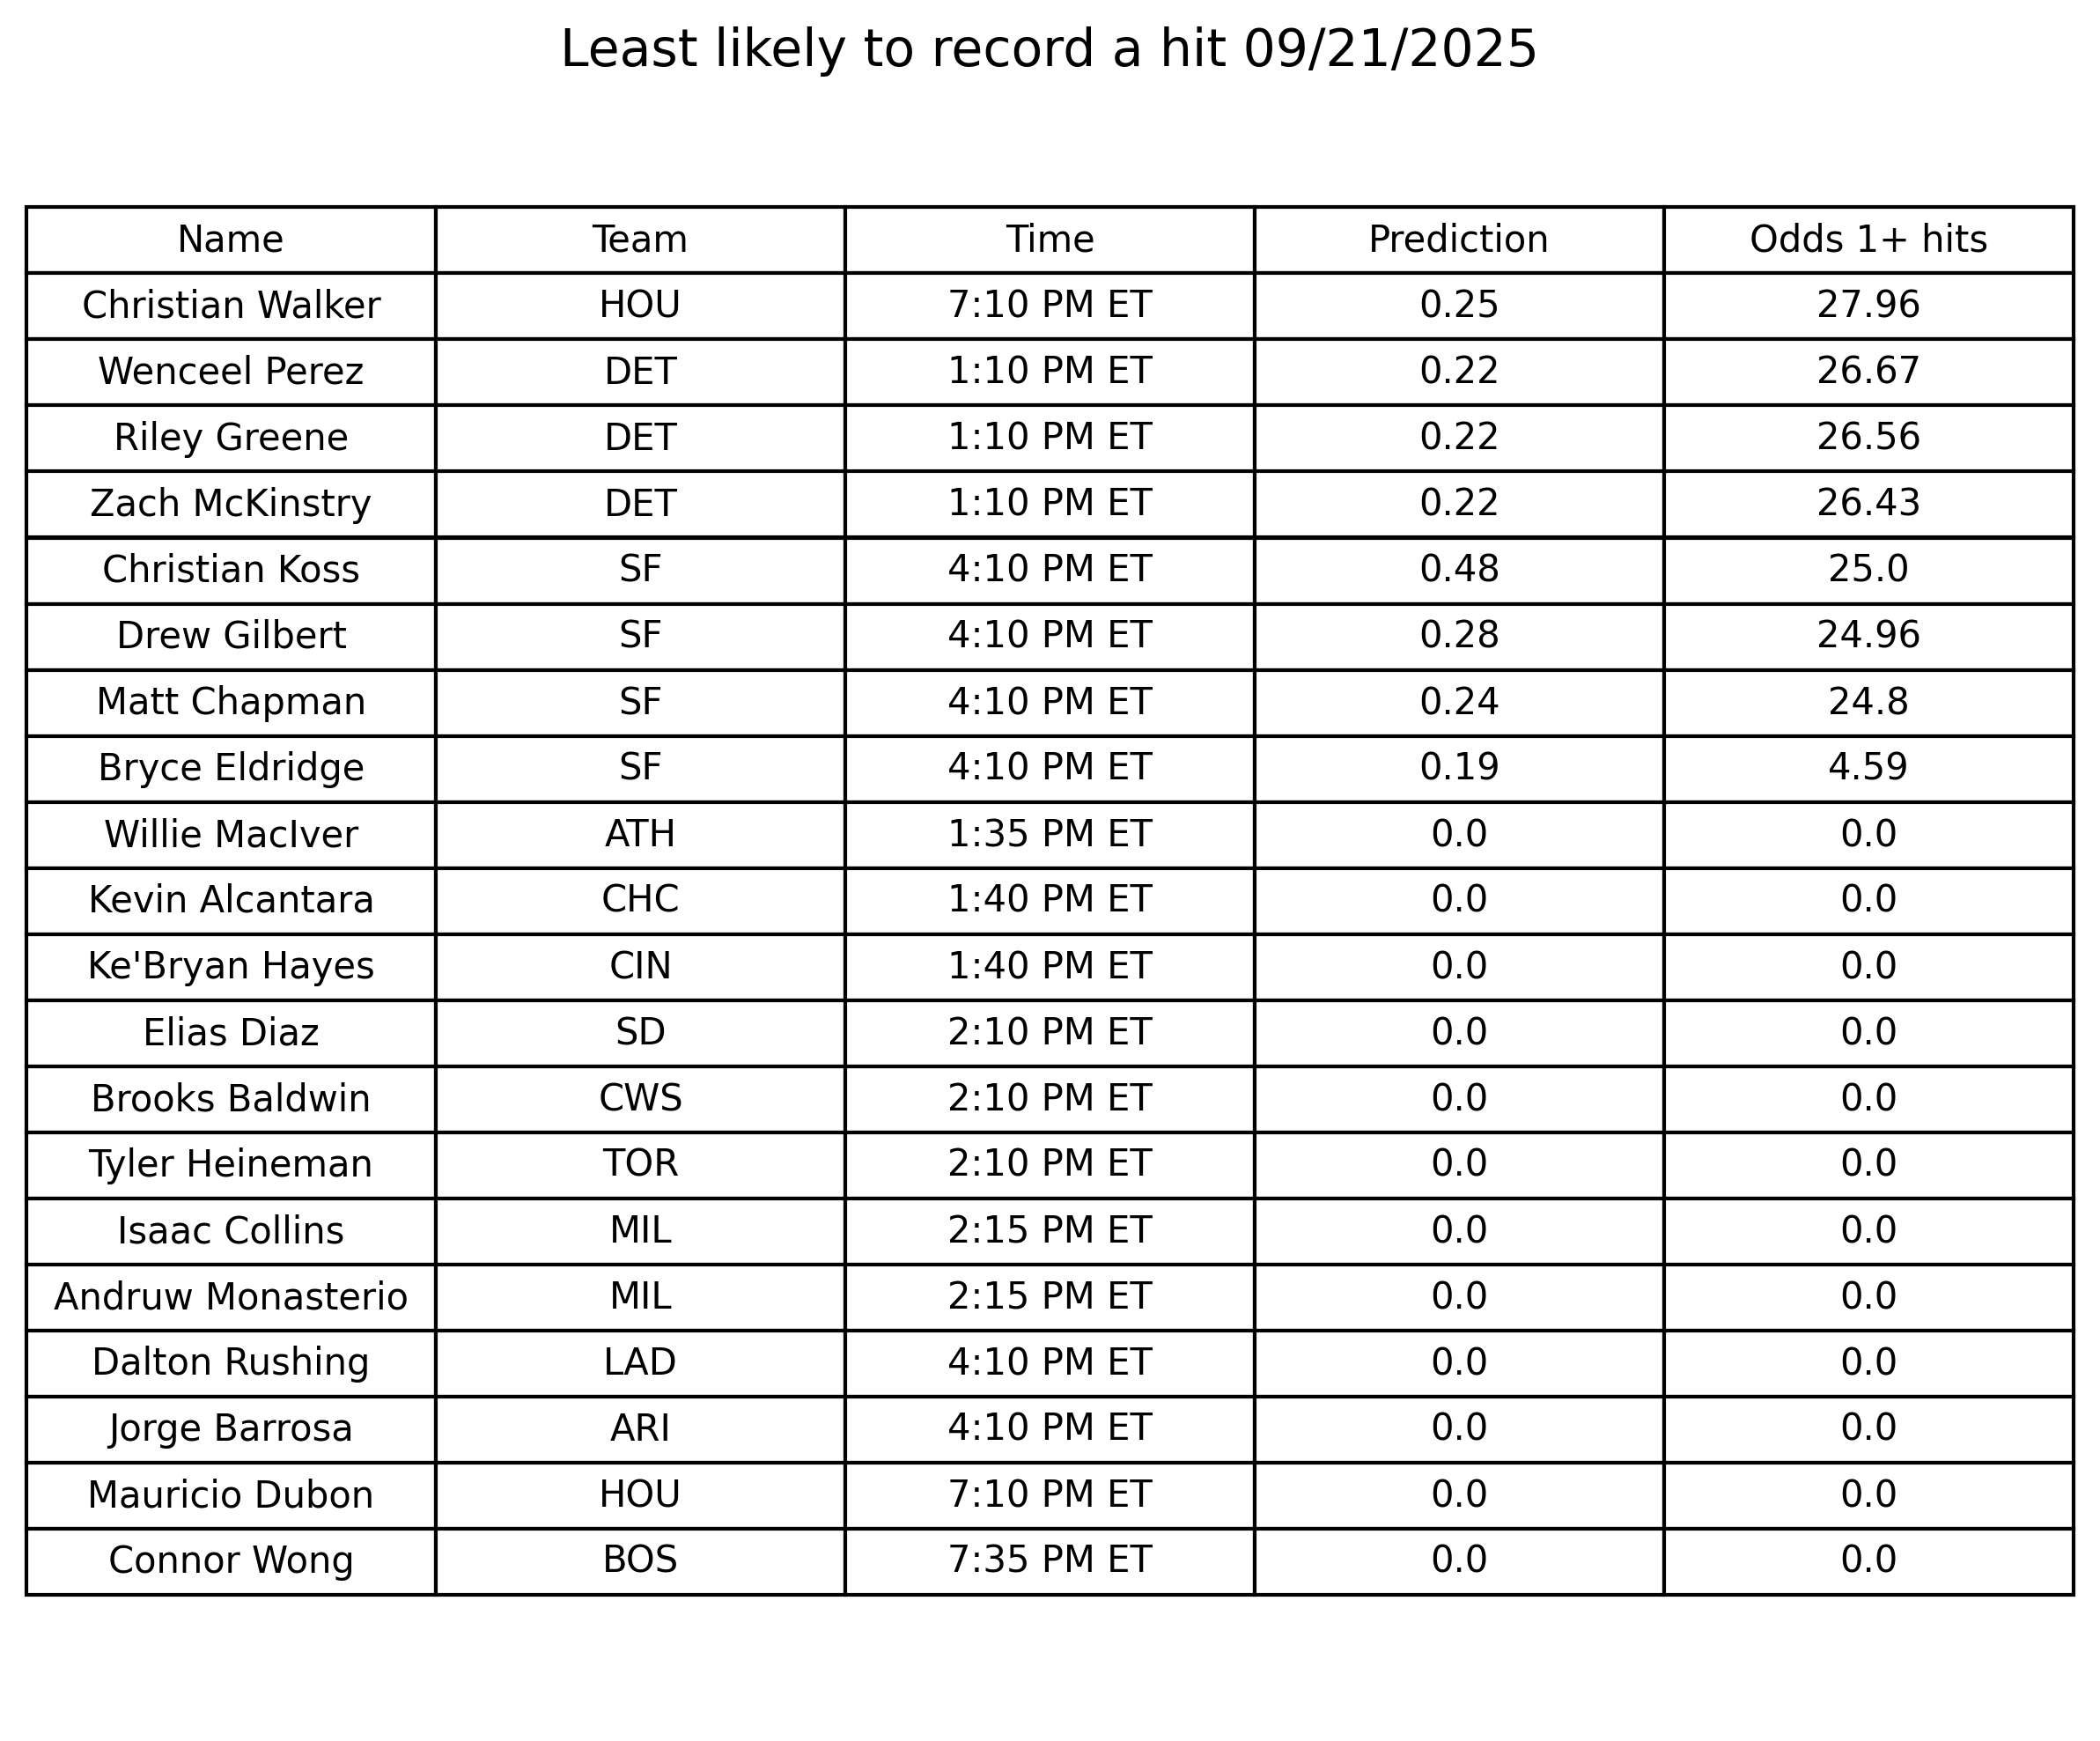 Least likely to record a hit 09/21/2025
Name Team Time Prediction Odds 1+ hits
Christian Walker HOU 7:10 PM ET 0.25 27.96
Wenceel Perez DET 1:10 PM ET 0.22 26.67
Riley Greene DET 1:10 PM ET 0.22 26.56
Zach McKinstry DET 1:10 PM ET 0.22 26.43
Christian Koss SF 4:10 PM ET 0.48 25.0
Drew Gilbert SF 4:10 PM ET 0.28 24.96
Matt Chapman SF 4:10 PM ET 0.24 24.8
Bryce Eldridge SF 4:10 PM ET 0.19 4.59
Willie MacIver ATH 1:35 PM ET 0.0 0.0
Kevin Alcantara CHC 1:40 PM ET 0.0 0.0
Ke'Bryan Hayes CIN 1:40 PM ET 0.0 0.0
Elias Diaz SD 2:10 PM ET 0.0 0.0
Brooks Baldwin CWS 2:10 PM ET 0.0 0.0
Tyler Heineman TOR 2:10 PM ET 0.0 0.0
Isaac Collins MIL 2:15 PM ET 0.0 0.0
Andruw Monasterio MIL 2:15 PM ET 0.0 0.0
Dalton Rushing LAD 4:10 PM ET 0.0 0.0
Jorge Barrosa ARI 4:10 PM ET 0.0 0.0
Mauricio Dubon HOU 7:10 PM ET 0.0 0.0
Connor Wong BOS 7:35 PM ET 0.0 0.0